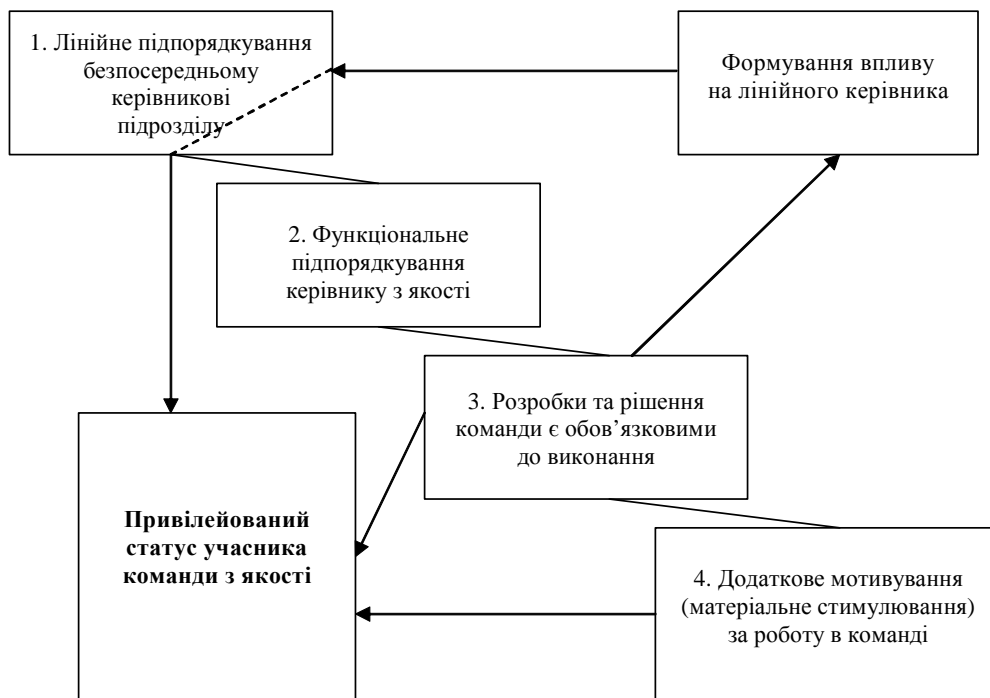 1. Лінійне підпорядкування
безпосередньому
керівникові
підрозділу
Формування впливу
на лінійного керівника
2. Функціональне
підпорядкування
керівнику з якості
3. Розробки та рішення
команди є обов’язковими
до виконання
Привілейований
статус учасника
команди з якості
4. Додаткове мотивування
(матеріальне стимулювання)
за роботу в команді